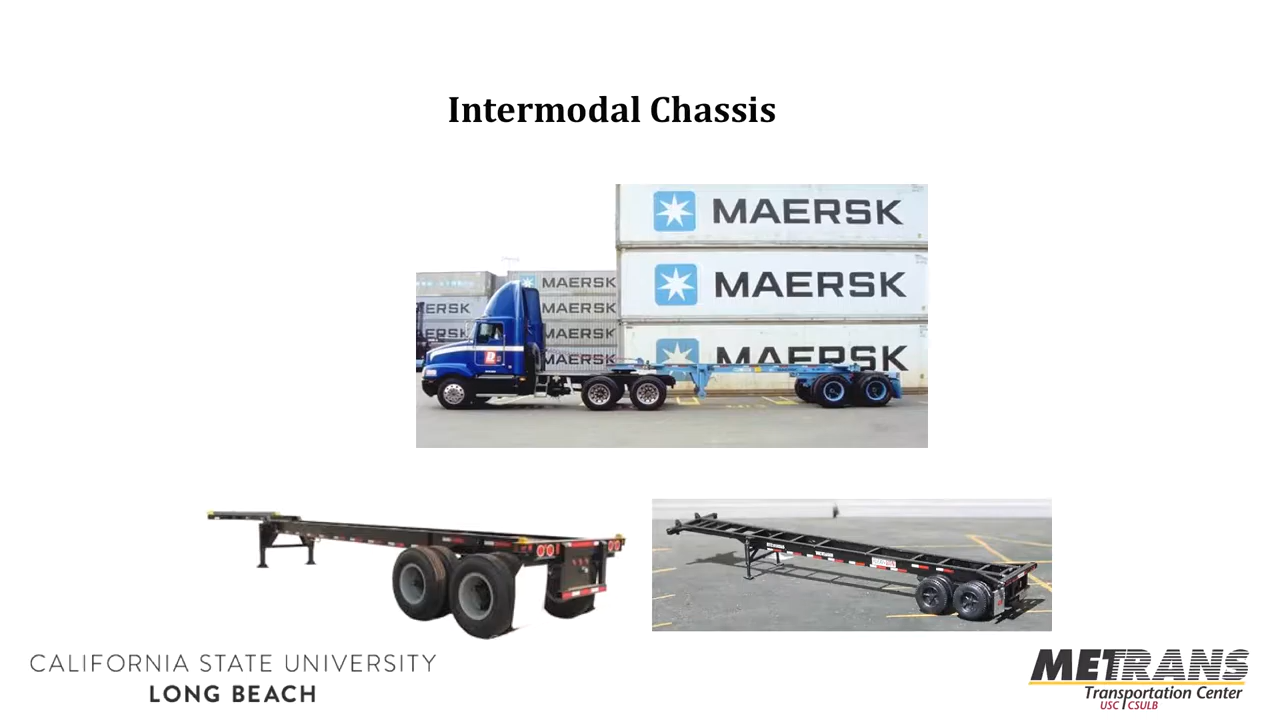 Intermodal Chassis
MAERSK
MAERSK
MAERSK
MAERSK
MAERSK
MAERSK
MAERSK
ERSK
ERSK
CALIFORNIA STATE UNIVERSITY
LONG BEACH
METRANS
Transportation Center
USC CSULB